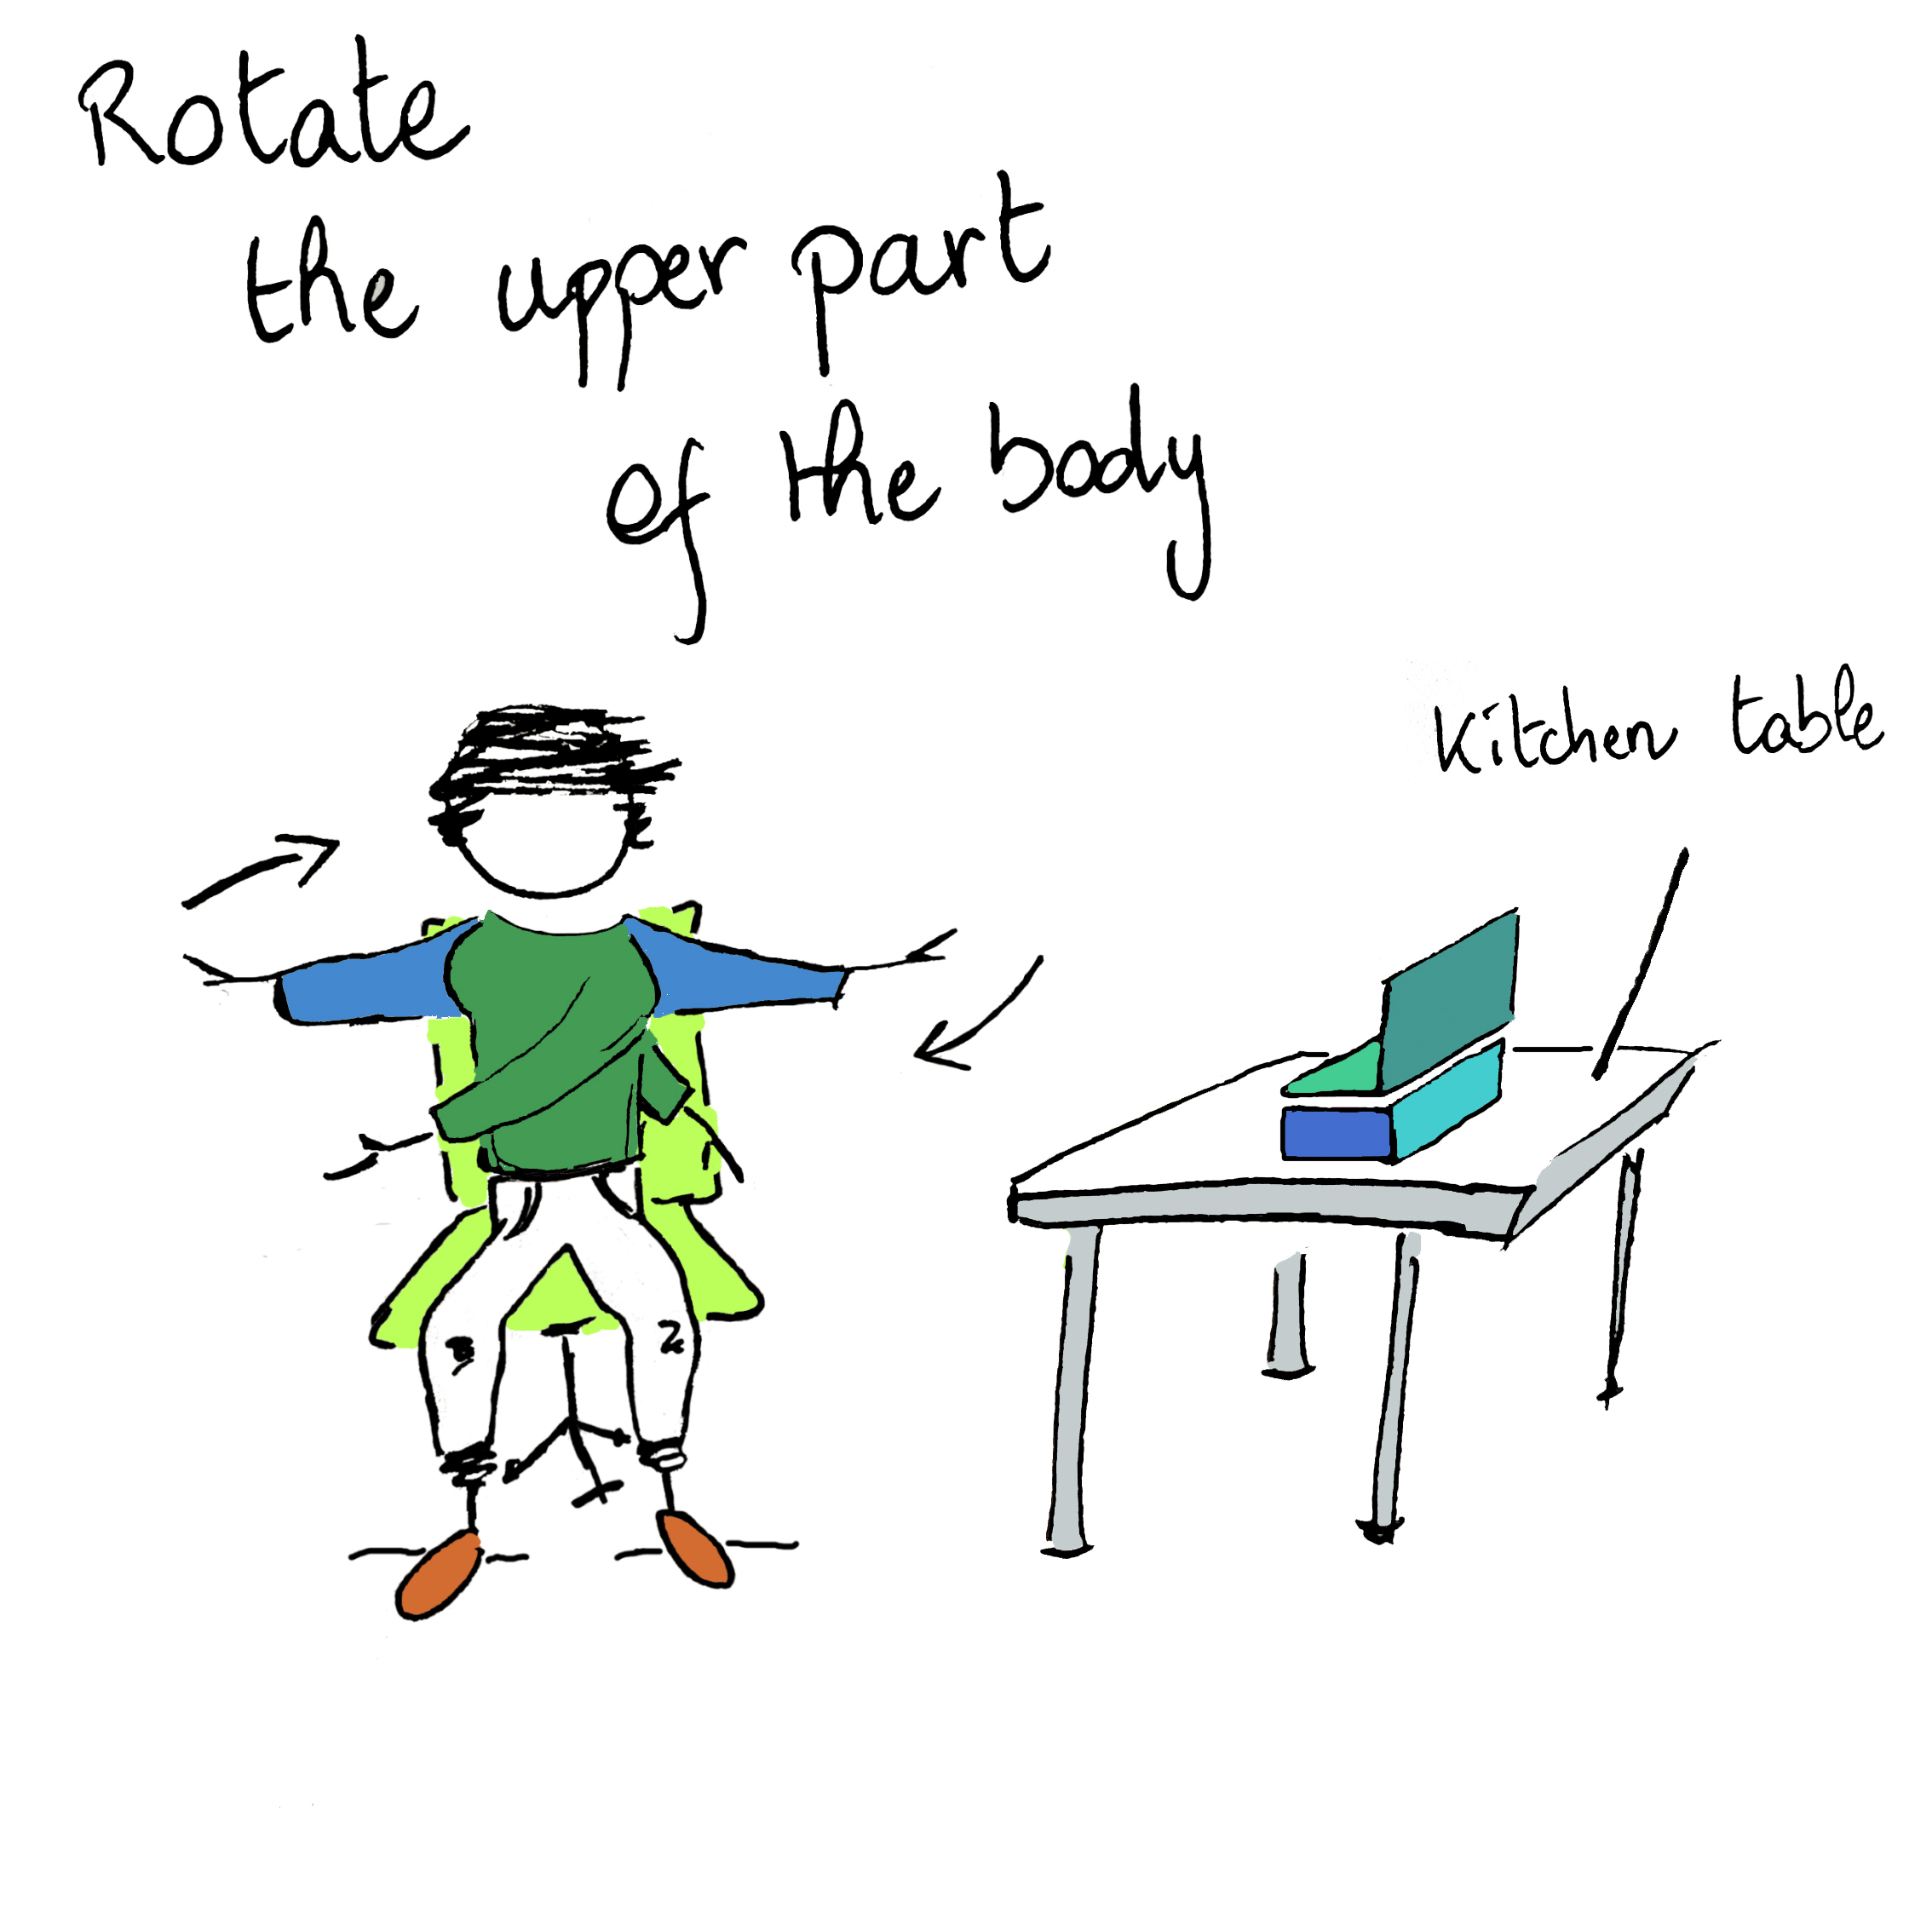 Rotate
the upper part
of the body
kitchen table